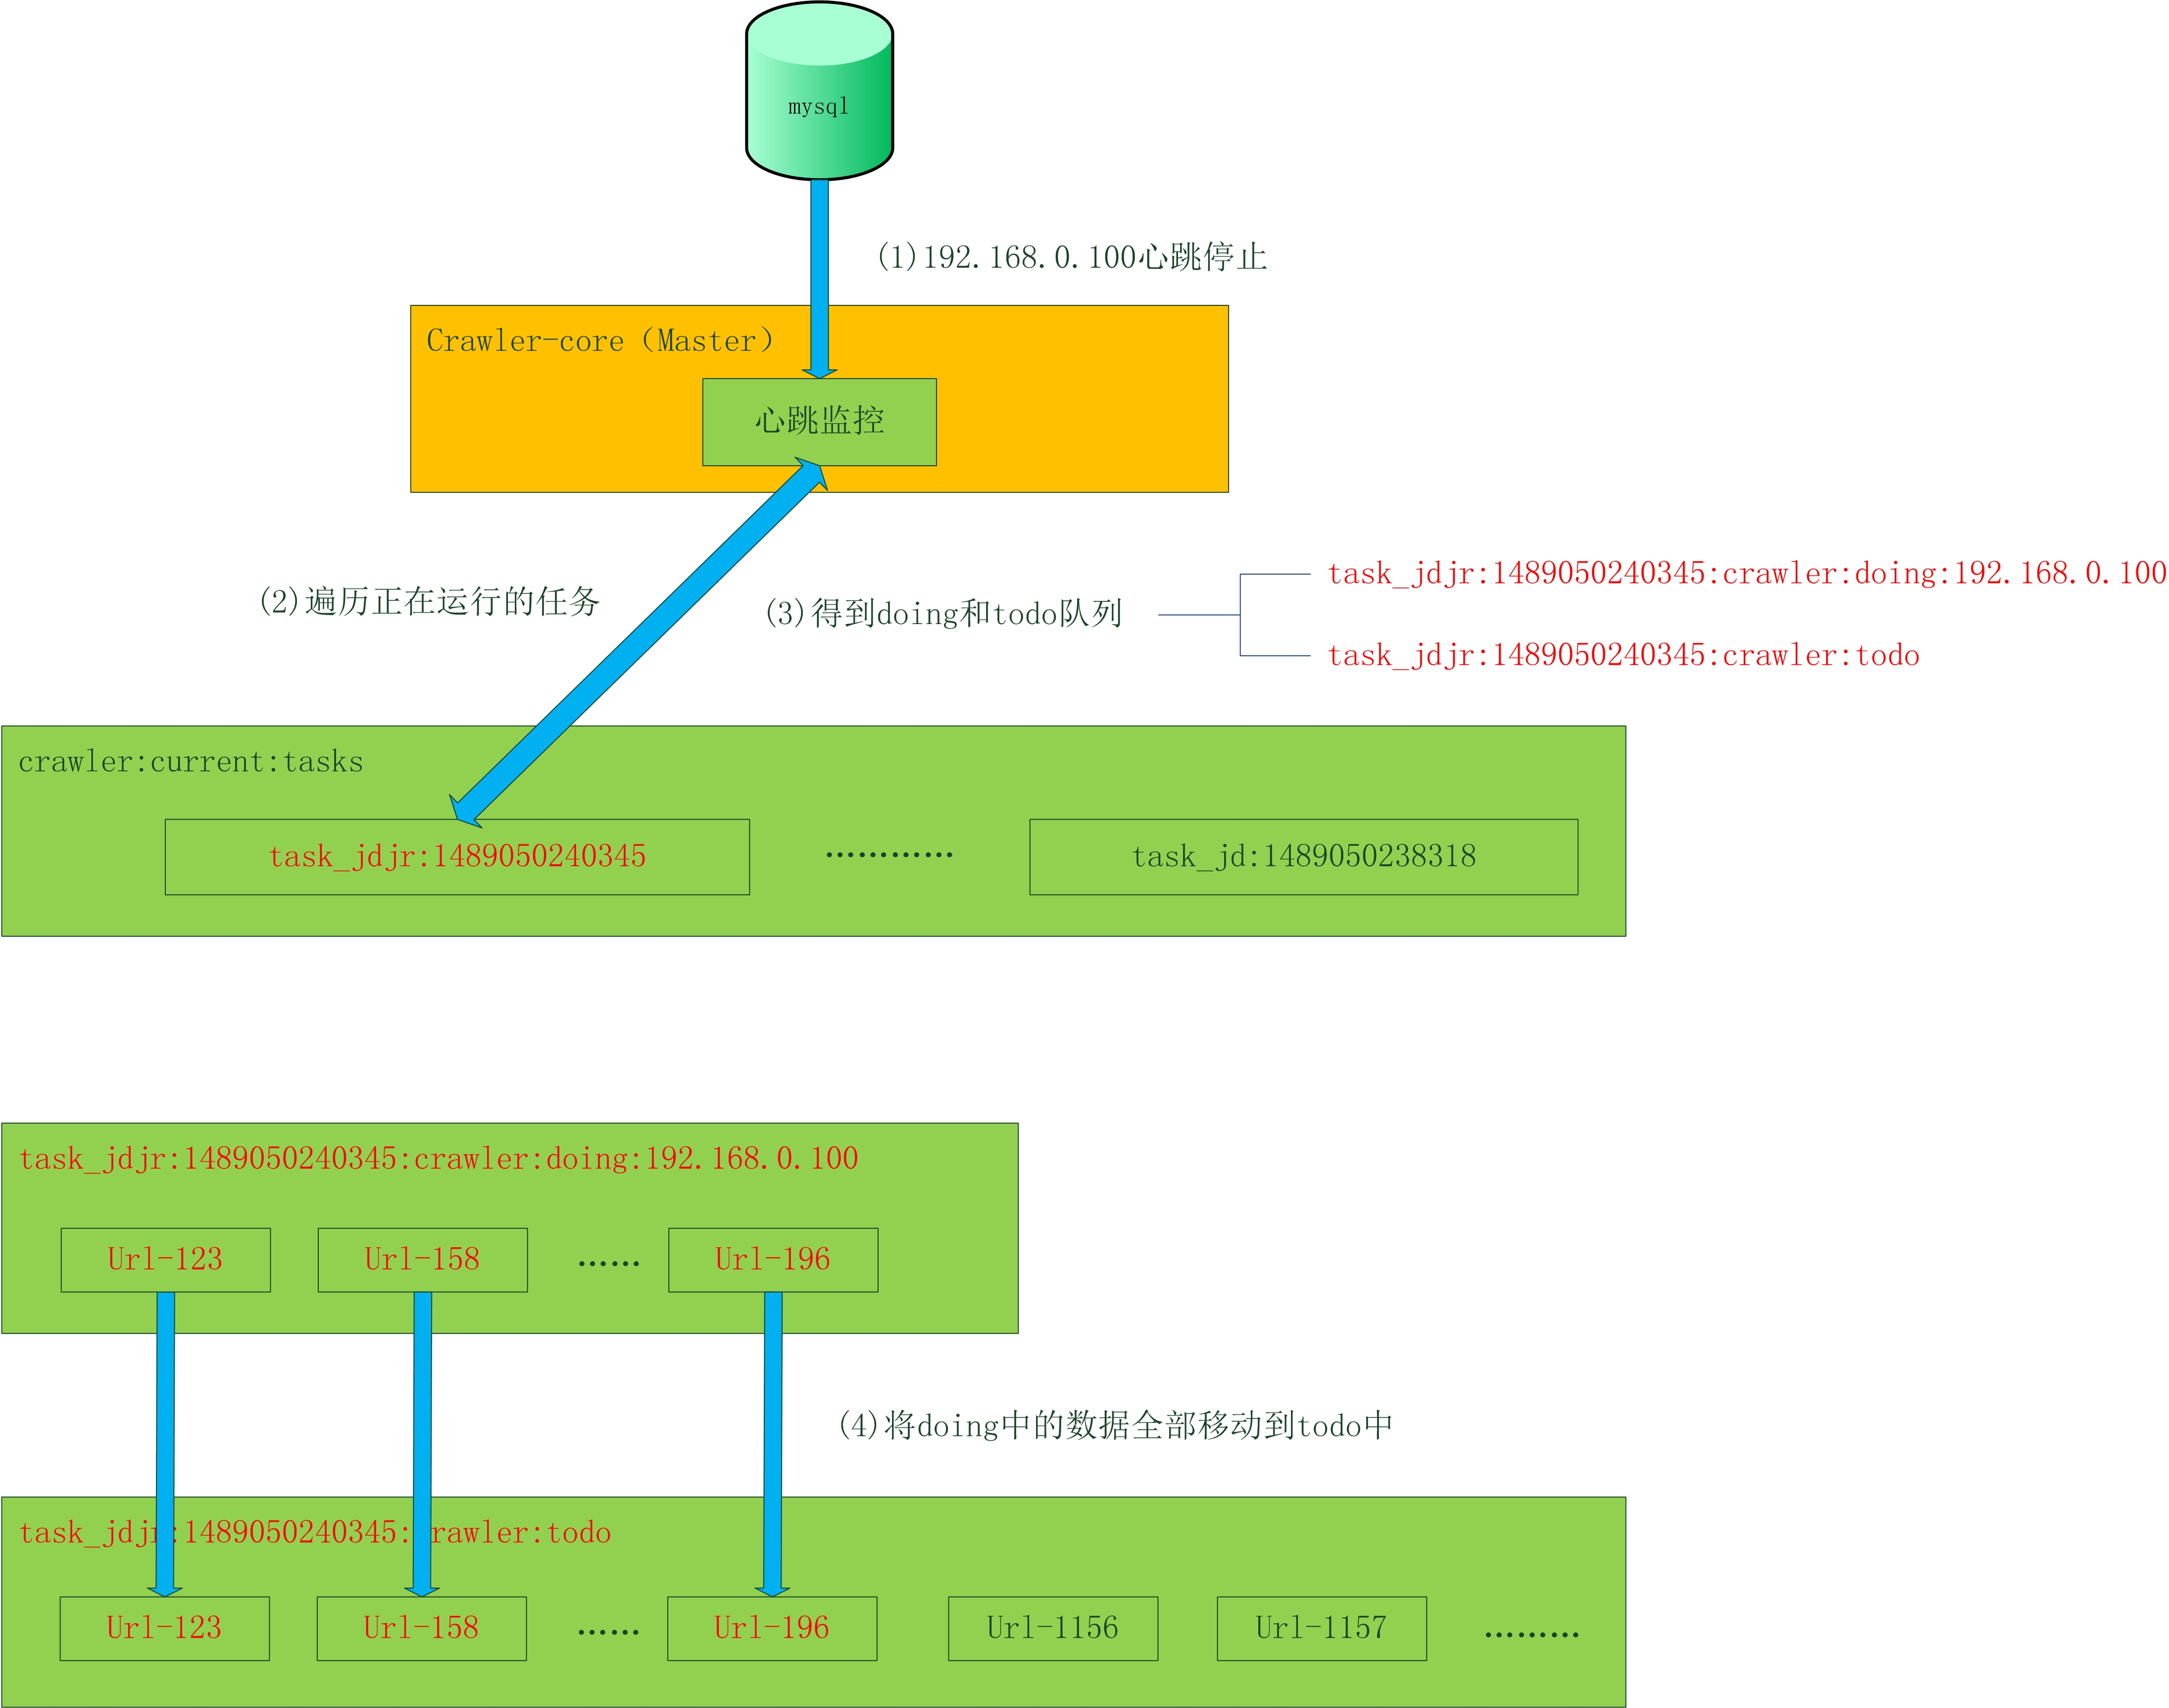 mysql
(1)192.168.0.100心跳停止
Crawler-core（Master）
心跳监控
(2)遍历正在运行的任务
(3)得到doing和todo队列
task_jdjr:1489050240345:crawler:doing:192.168.0.100
task_jdjr:1489050240345:crawler:todo
crawler:current:tasks
task_jdjr:1489050240345
…………
task_jd:1489050238318
task_jdjr:1489050240345:crawler:doing:192.168.0.100
Url-123
Url-158
……
Url-196
(4)将doing中的数据全部移动到todo中
task_jdjr:1489050240345:crawler:todo
Url-123
Url-158
……
Url-196
Url-1156
Url-1157
………